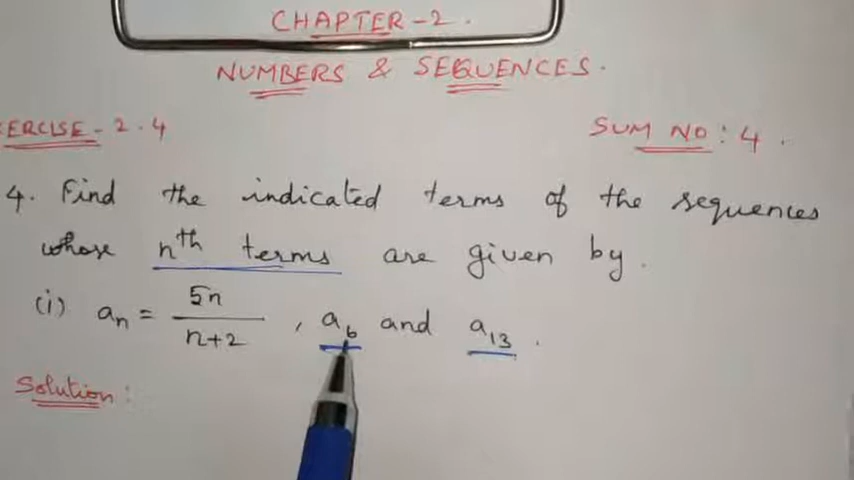 CHAPTER-2.
NUMBERS & SEQUENCES.
ERCISE-2.4
SUM NO: 4.
4. Find the indicated terms of the sequences
whose nth terms are given by.
(i) an = 5n / n+2 , a6 and a13.
Solution: